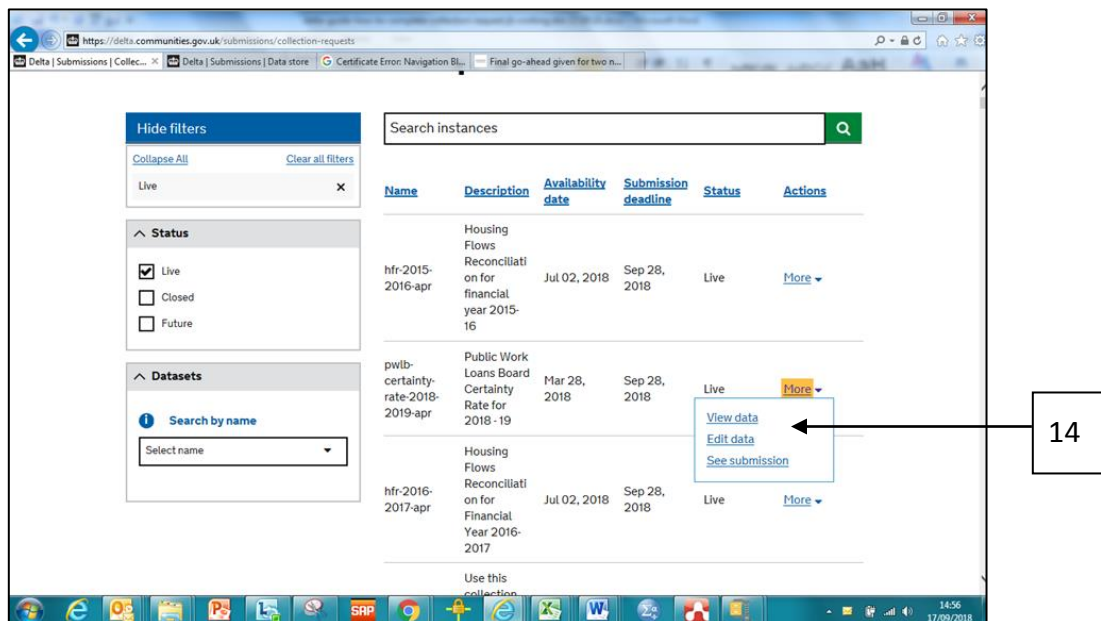 https://delta.communities.gov.uk/submissions/collection-requests
Delta | Submissions | Collec...
Delta | Submissions | Data store
Certificate Error: Navigation Bl...
Final go-ahead given for two n...
Hide filters
Collapse All Clear all filters
Live
Status
Live
Closed
Future
Datasets
Search by name
Select name
Search instances
Name Description Availability date Submission deadline Status Actions
hfr-2015-
2016-apr
Housing
Flows
Reconciliati
on for
financial
year 2015-
16
Jul 02, 2018
Sep 28,
2018
Live
More
pwlb-
certainty-
rate-2018-
2019-apr
Public Work
Loans Board
Certainty
Rate for
2018 - 19
Mar 28,
2018
Sep 28,
2018
Live
More
View data
Edit data
See submission
hfr-2016-
2017-apr
Housing
Flows
Reconciliati
on for
Financial
Year 2016-
2017
Jul 02, 2018
Sep 28,
2018
Live
More
Use this
collection
14
SAP
14:56
17/09/2018